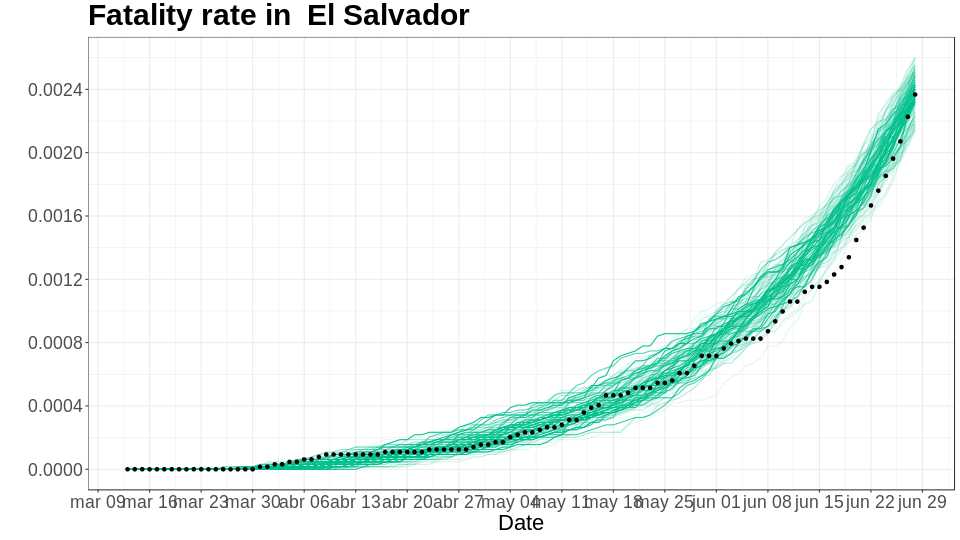 Fatality rate in  El Salvador
0.0024
0.0020
0.0016
0.0012
0.0008
0.0004
0.0000
mar 09 mar 16 mar 23 mar 30 abr 06 abr 13 abr 20 abr 27 may 04 may 11 may 18 may 25 jun 01 jun 08 jun 15 jun 22 jun 29
Date